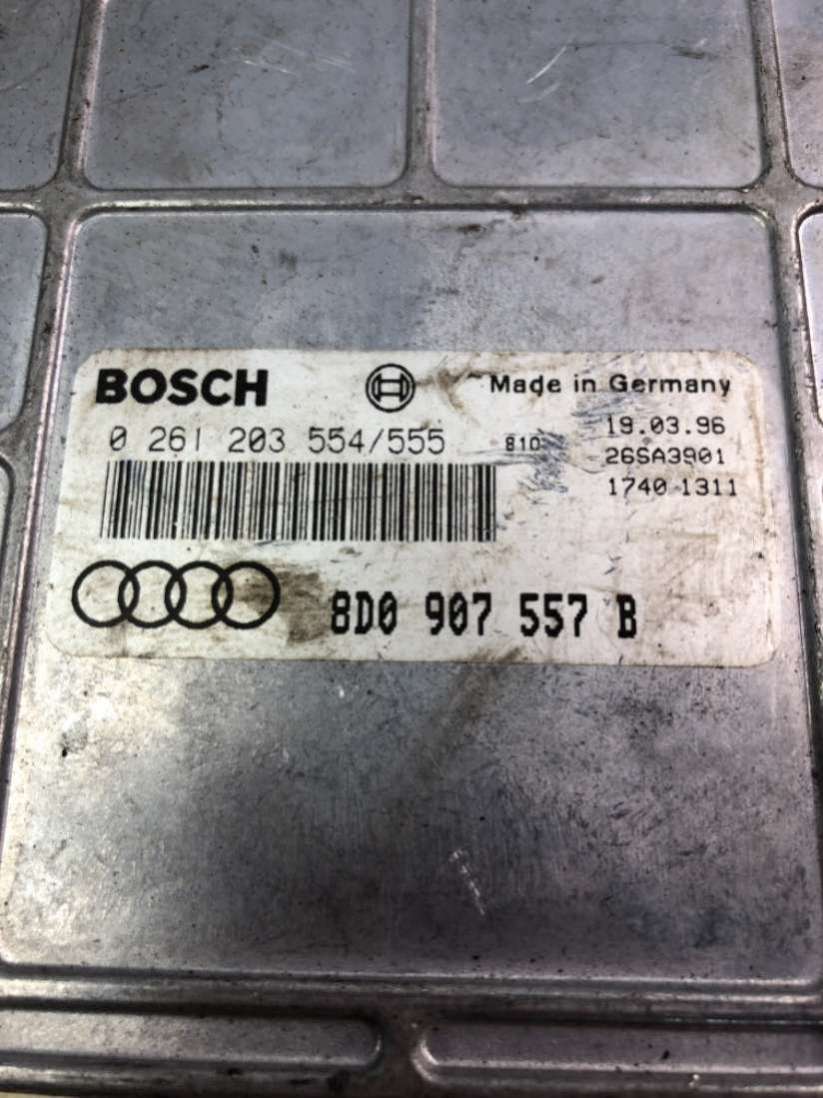 BOSCH
Made in Germany
0 261 203 554/555
810
19.03.96
26SA3901
1740 1311
8D0 907 557 B